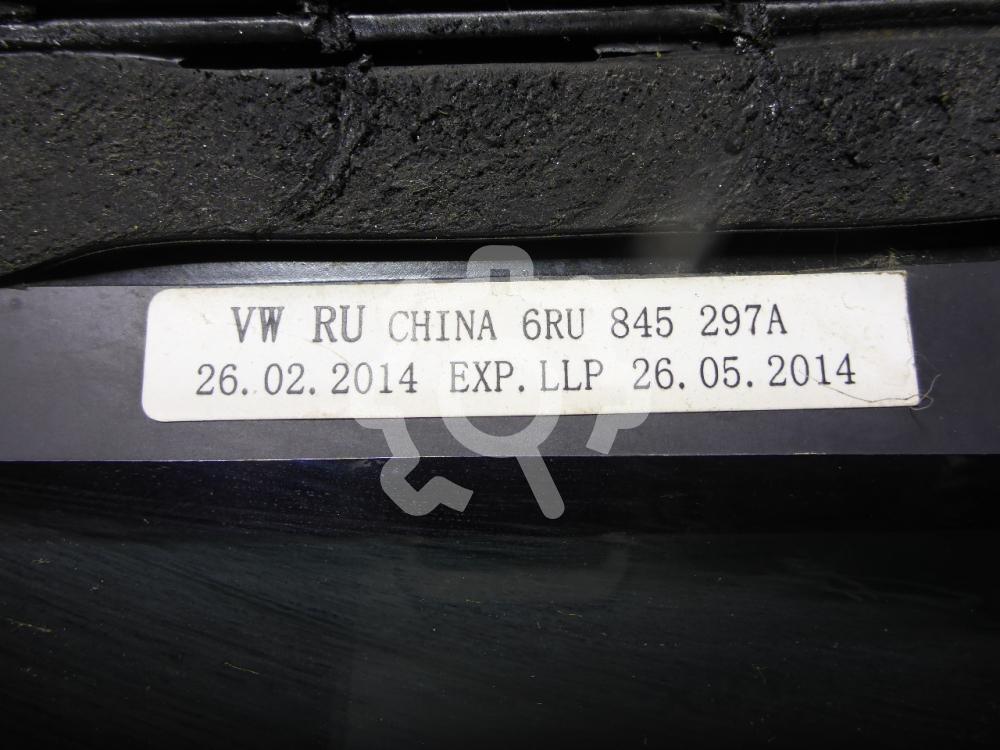 VW RU CHINA 6RU 845 297A
26.02.2014 EXP.LLP 26.05.2014